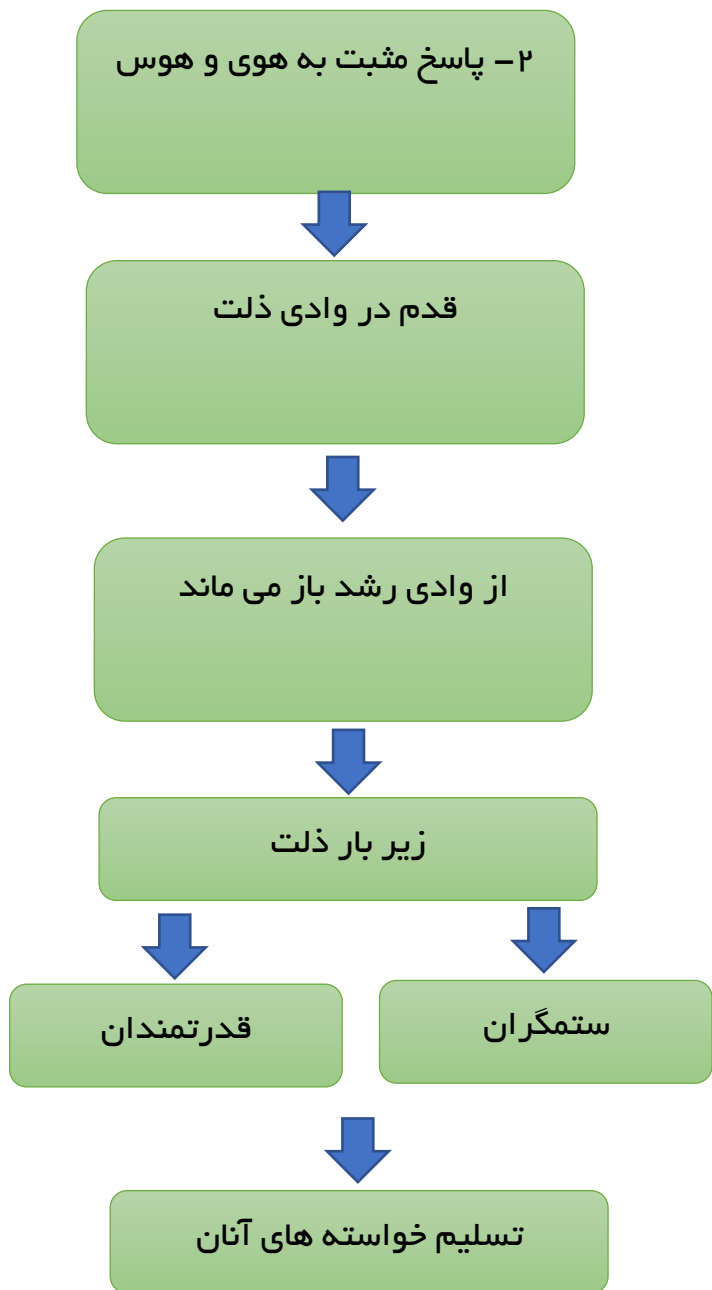 ۲- پاسخ مثبت به هوی و هوس
قدم در وادی ذلت
از وادی رشد باز می ماند
زیر بار ذلت
ستمگران
قدرتمندان
تسلیم خواسته های آنان